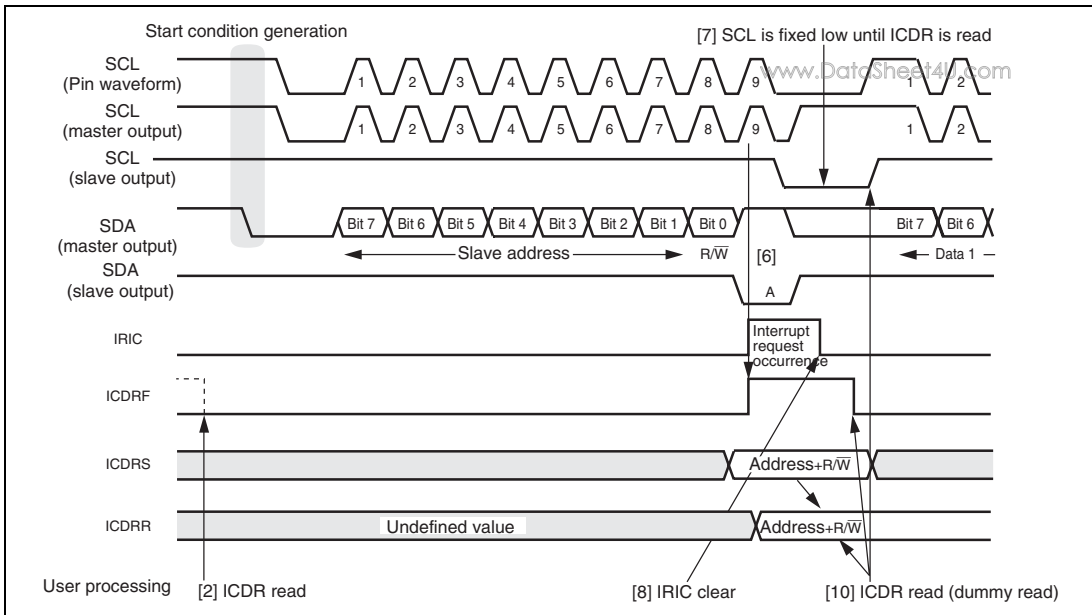 Start condition generation
[7] SCL is fixed low until ICDR is read
www.DataSheet4U.com
SCL
(Pin waveform)
1 2 3 4 5 6 7 8 9 1 2
SCL
(master output)
1 2 3 4 5 6 7 8 9 1 2
SCL
(slave output)
SDA
(master output)
Bit 7 Bit 6 Bit 5 Bit 4 Bit 3 Bit 2 Bit 1 Bit 0 Bit 7 Bit 6
Slave address R/W̅ [6] Data 1
SDA
(slave output)
A
IRIC
Interrupt
request
occurrence
ICDRF
ICDRS
Address+R/W̅
ICDRR
Undefined value
Address+R/W̅
User processing
[2] ICDR read
[8] IRIC clear
[10] ICDR read (dummy read)